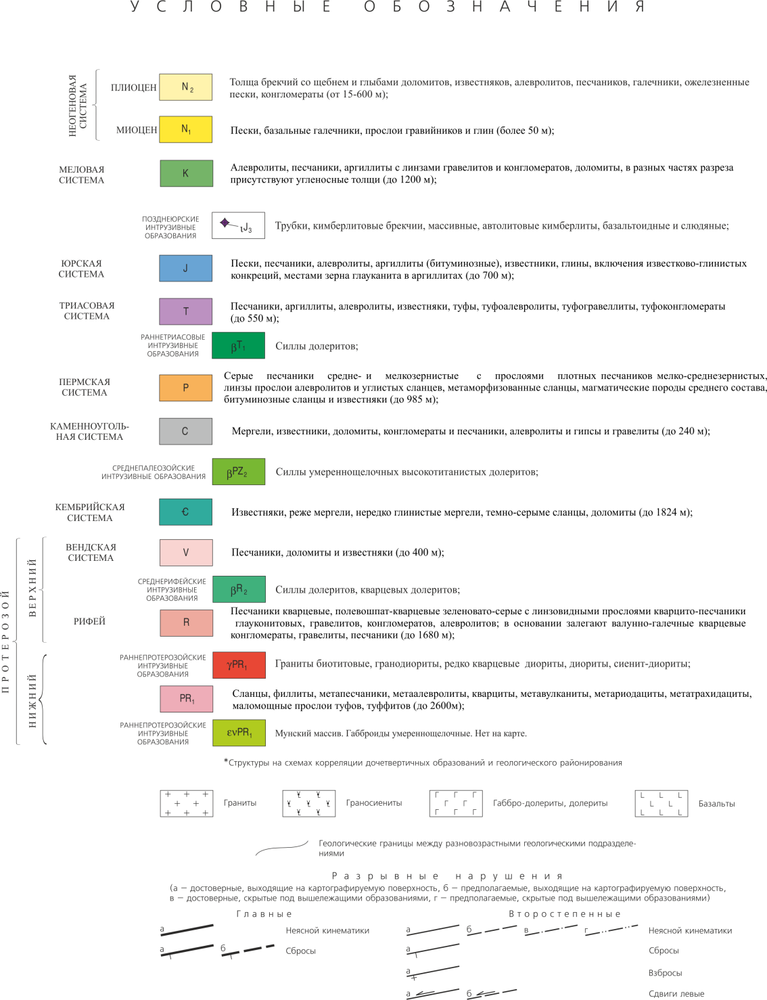 УСЛОВНЫЕ ОБОЗНАЧЕНИЯ
НЕОГЕНОВАЯ
СИСТЕМА
ПЛИОЦЕН
N2
Толща брекчий со щебнем и глыбами доломитов, известняков, алевролитов, песчаников, галечники, ожелезненные
пески, конгломераты (от 15-600 м);
МИОЦЕН
N1
Пески, базальные галечники, прослои гравийников и глин (более 50 м);
МЕЛОВАЯ
СИСТЕМА
K
Алевролиты, песчаники, аргиллиты с линзами гравелитов и конгломератов, доломиты, в разных частях разреза
присутствуют угленосные толщи (до 1200 м);
ПОЗДНЕЮРСКИЕ
ИНТРУЗИВНЫЕ
ОБРАЗОВАНИЯ
ιJ3
Трубки, кимберлитовые брекчии, массивные, автолитовые кимберлиты, базальтоидные и слюдяные;
ЮРСКАЯ
СИСТЕМА
J
Пески, песчаники, алевролиты, аргиллиты (битуминозные), известники, глины, включения известково-глинистых
конкреций, местами зерна глауканита в аргиллитах (до 700 м);
ТРИАСОВАЯ
СИСТЕМА
T
Песчаники, аргиллиты, алевролиты, известняки, туфы, туфоалевролиты, туфогравеллиты, туфоконгломераты
(до 550 м);
РАННЕТРИАСОВЫЕ
ИНТРУЗИВНЫЕ
ОБРАЗОВАНИЯ
βT1
Силлы долеритов;
ПЕРМСКАЯ
СИСТЕМА
P
Серые песчаники средне- и мелкозернистые с прослоями плотных песчаников мелко-среднезернистых,
линзы прослои алевролитов и углистых сланцев, метаморфизованные сланцы, магматические породы среднего состава,
битуминозные сланцы и известняки (до 985 м);
КАМЕННОУГОЛЬ-
НАЯ СИСТЕМА
C
Мергели, известники, доломиты, конгломераты и песчаники, алевролиты и гипсы и гравелиты (до 240 м);
СРЕДНЕПАЛЕОЗОЙСКИЕ
ИНТРУЗИВНЫЕ ОБРАЗОВАНИЯ
βPZ2
Силлы умереннощелочных высокотитанистых долеритов;
КЕМБРИЙСКАЯ
СИСТЕМА
Є
Известняки, реже мергели, нередко глинистые мергели, темно-серыме сланцы, доломиты (до 1824 м);
ПРОТЕРОЗОЙ
ВЕРХНИЙ
ВЕНДСКАЯ
СИСТЕМА
V
Песчаники, доломиты и известняки (до 400 м);
СРЕДНЕРИФЕЙСКИЕ
ИНТРУЗИВНЫЕ
ОБРАЗОВАНИЯ
βR2
Силлы долеритов, кварцевых долеритов;
РИФЕЙ
R
Песчаники кварцевые, полевошпат-кварцевые зеленовато-серые с линзовидными прослоями кварцито-песчаники
глауконитовых, гравелитов, конгломератов, алевролитов; в основании залегают валунно-галечные кварцевые
конгломераты, гравелиты, песчаники (до 1680 м);
НИЖНИЙ
РАННЕПРОТЕРОЗОЙСКИЕ
ИНТРУЗИВНЫЕ
ОБРАЗОВАНИЯ
γPR1
Граниты биотитовые, гранодиориты, редко кварцевые диориты, диориты, сиенит-диориты;
PR1
Сланцы, филлиты, метапесчаники, метаалевролиты, кварциты, метавулканиты, метариодациты, метатрахидациты,
маломощные прослои туфов, туффитов (до 2600м);
РАННЕПРОТЕРОЗОЙСКИЕ
ИНТРУЗИВНЫЕ
ОБРАЗОВАНИЯ
ενPR1
Мунский массив. Габброиды умереннощелочные. Нет на карте.
*Структуры на схемах корреляции дочетвертичных образований и геологического районирования
Граниты
Граносиениты
Габбро-долериты, долериты
Базальты
Геологические границы между разновозрастными геологическими подразделе-
ниями
Разрывные нарушения
(а – достоверные, выходящие на картографируемую поверхность, б – предполагаемые, выходящие на картографируемую поверхность,
в – достоверные, скрытые под вышележащими образованиями, г – предполагаемые, скрытые под вышележащими образованиями)
Главные
а
Неясной кинематики
а б
Сбросы
Второстепенные
а б в г
Неясной кинематики
а
Сбросы
а
Взбросы
а б
Сдвиги левые